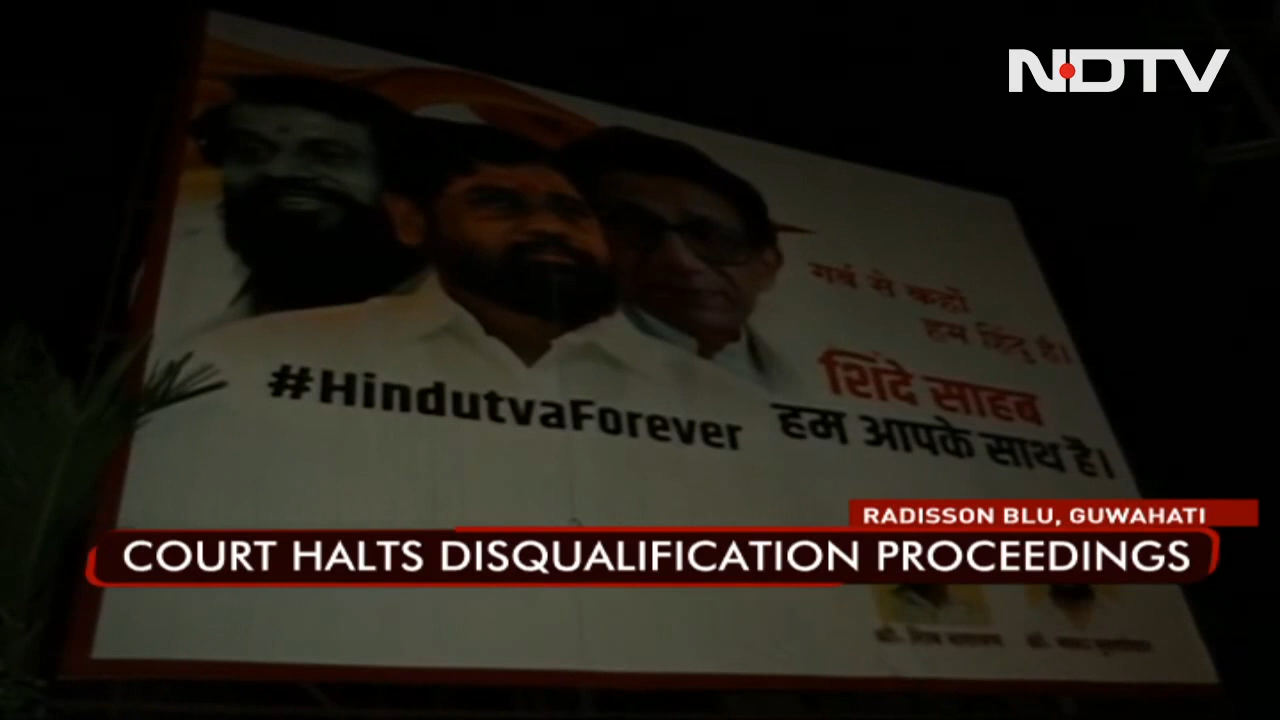 NDTV
गर्व से कहो
हम हिंदू है।
शिंदे साहब
#HindutvaForever
हम आपके साथ है।
RADISSON BLU, GUWAHATI
COURT HALTS DISQUALIFICATION PROCEEDINGS